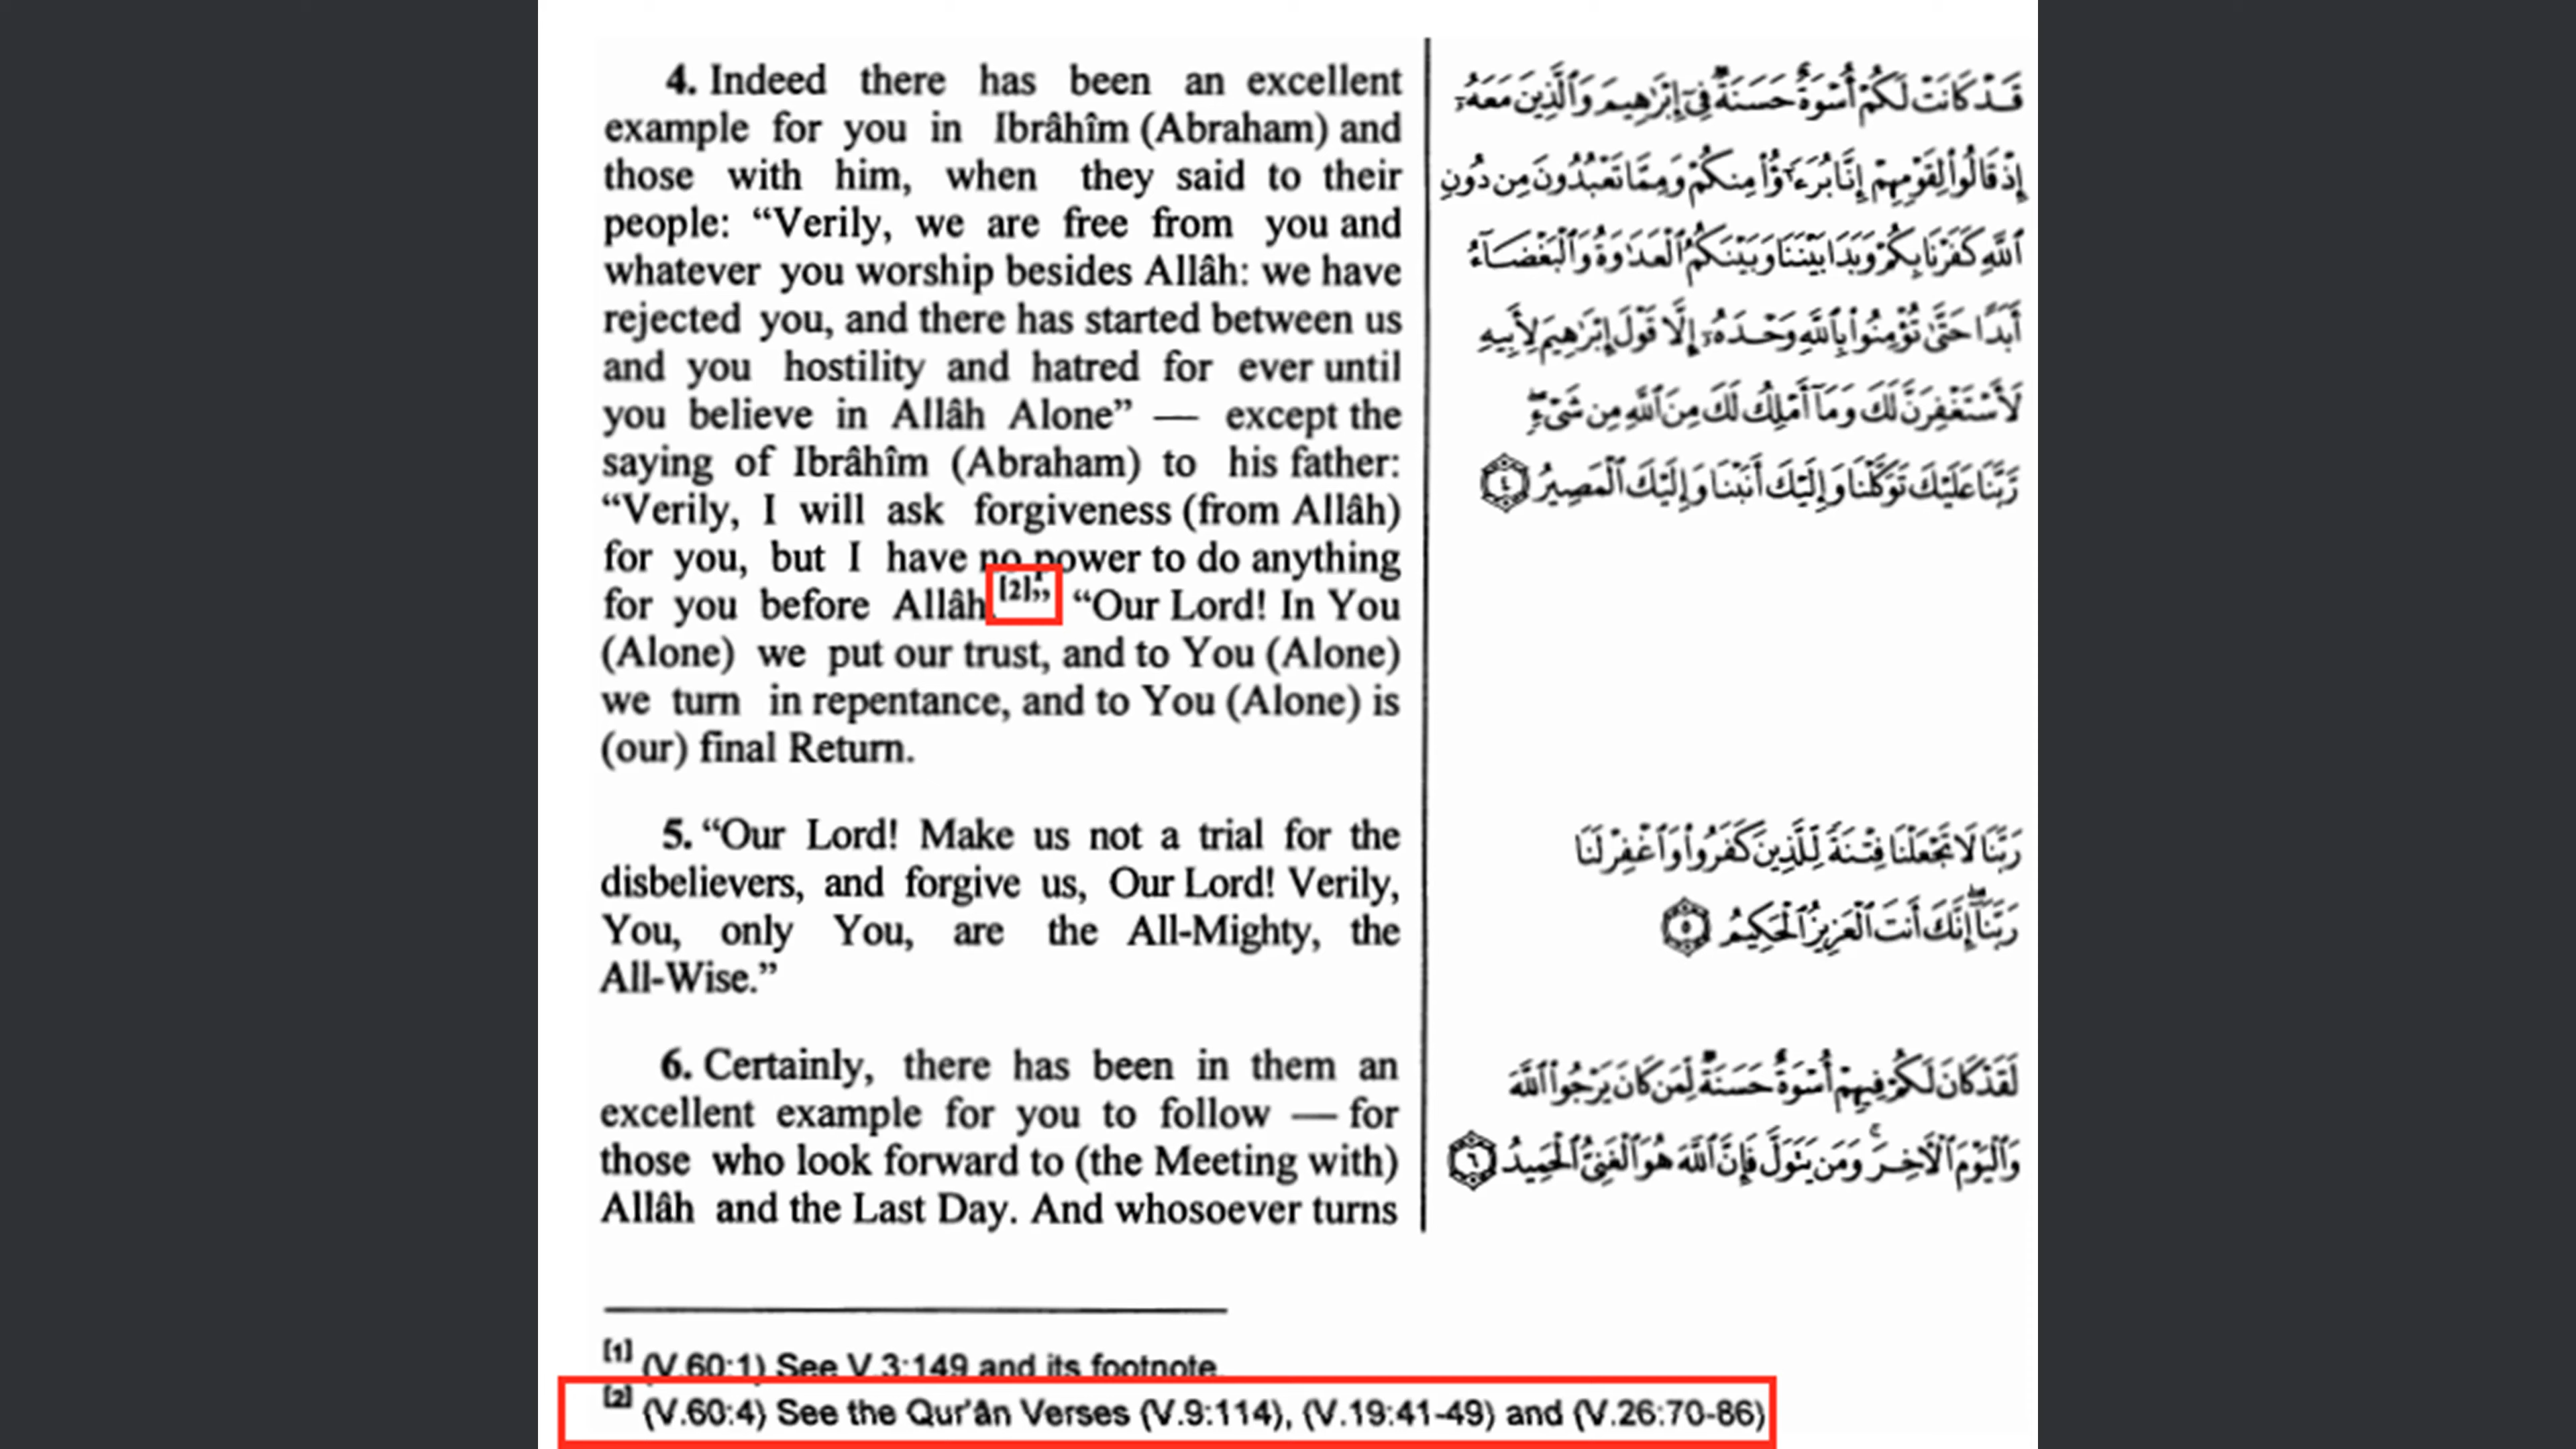 4. Indeed there has been an excellent
example for you in Ibrâhîm (Abraham) and
those with him, when they said to their
people: “Verily, we are free from you and
whatever you worship besides Allâh: we have
rejected you, and there has started between us
and you hostility and hatred for ever until
you believe in Allâh Alone” — except the
saying of Ibrâhîm (Abraham) to his father:
“Verily, I will ask forgiveness (from Allâh)
for you, but I have no power to do anything
for you before Allâh.[2]” “Our Lord! In You
(Alone) we put our trust, and to You (Alone)
we turn in repentance, and to You (Alone) is
(our) final Return.
5. “Our Lord! Make us not a trial for the
disbelievers, and forgive us, Our Lord! Verily,
You, only You, are the All-Mighty, the
All-Wise.”
6. Certainly, there has been in them an
excellent example for you to follow — for
those who look forward to (the Meeting with)
Allâh and the Last Day. And whosoever turns
قَدْ كَانَتْ لَكُمْ أُسْوَةٌ حَسَنَةٌ فِىٓ إِبْرَٰهِيمَ وَٱلَّذِينَ مَعَهُۥٓ
إِذْ قَالُوا۟ لِقَوْمِهِمْ إِنَّا بُرَءَٰٓؤُا۟ مِنكُمْ وَمِمَّا تَعْبُدُونَ مِن دُونِ
ٱللَّهِ كَفَرْنَا بِكُمْ وَبَدَا بَيْنَنَا وَبَيْنَكُمُ ٱلْعَدَٰوَةُ وَٱلْبَغْضَآءُ
أَبَدًا حَتَّىٰ تُؤْمِنُوا۟ بِٱللَّهِ وَحْدَهُۥٓ إِلَّا قَوْلَ إِبْرَٰهِيمَ لِأَبِيهِ
لَأَسْتَغْفِرَنَّ لَكَ وَمَآ أَمْلِكُ لَكَ مِنَ ٱللَّهِ مِن شَىْءٍۖ
رَّبَّنَا عَلَيْكَ تَوَكَّلْنَا وَإِلَيْكَ أَنَبْنَا وَإِلَيْكَ ٱلْمَصِيرُ ٤
رَبَّنَا لَا تَجْعَلْنَا فِتْنَةً لِّلَّذِينَ كَفَرُوا۟ وَٱغْفِرْ لَنَا
رَبَّنَآۖ إِنَّكَ أَنتَ ٱلْعَزِيزُ ٱلْحَكِيمُ ٥
لَقَدْ كَانَ لَكُمْ فِيهِمْ أُسْوَةٌ حَسَنَةٌ لِّمَن كَانَ يَرْجُوا۟ ٱللَّهَ
وَٱلْيَوْمَ ٱلْـَٔاخِرَۚ وَمَن يَتَوَلَّ فَإِنَّ ٱللَّهَ هُوَ ٱلْغَنِىُّ ٱلْحَمِيدُ ٦
[1] (V.60:1) See V.3:149 and its footnote.
[2] (V.60:4) See the Qur’ân Verses (V.9:114), (V.19:41-49) and (V.26:70-86)